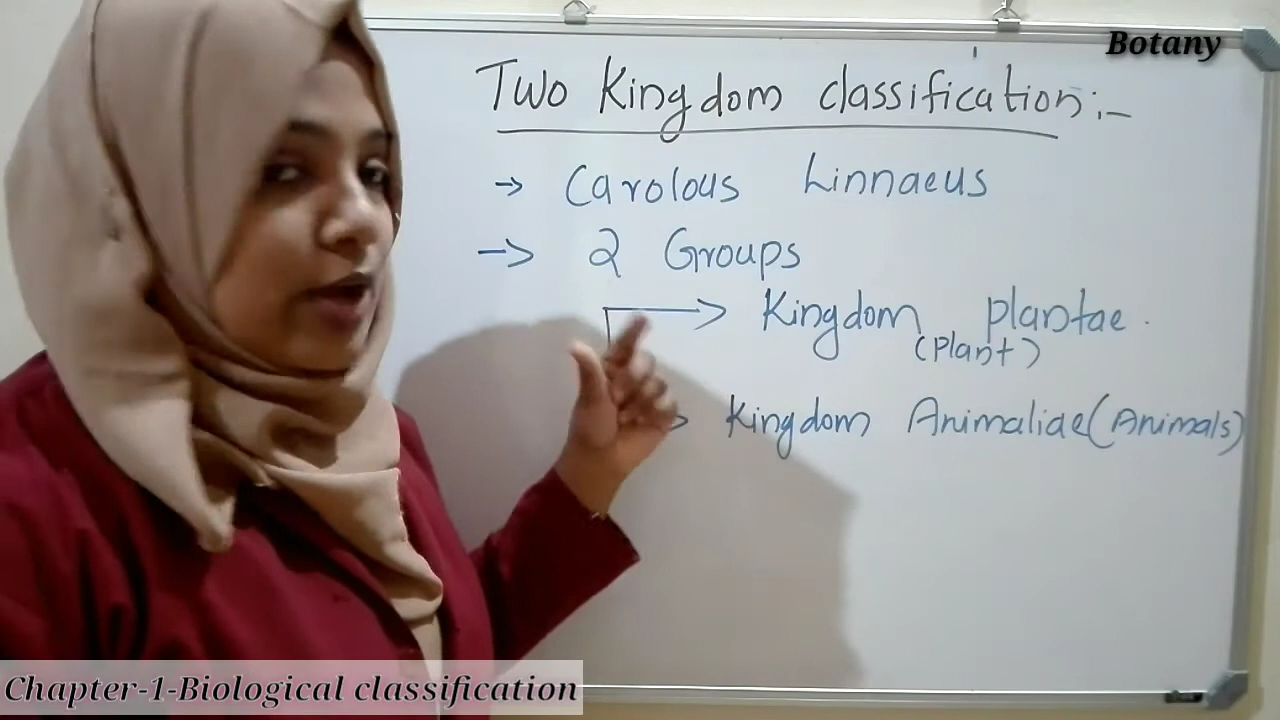 Botany
Two Kingdom classification:-
→ Carolous Linnaeus
→ 2 Groups
→ Kingdom plantae.
(Plant)
Kingdom Animaliae (Animals)
Chapter-1-Biological classification